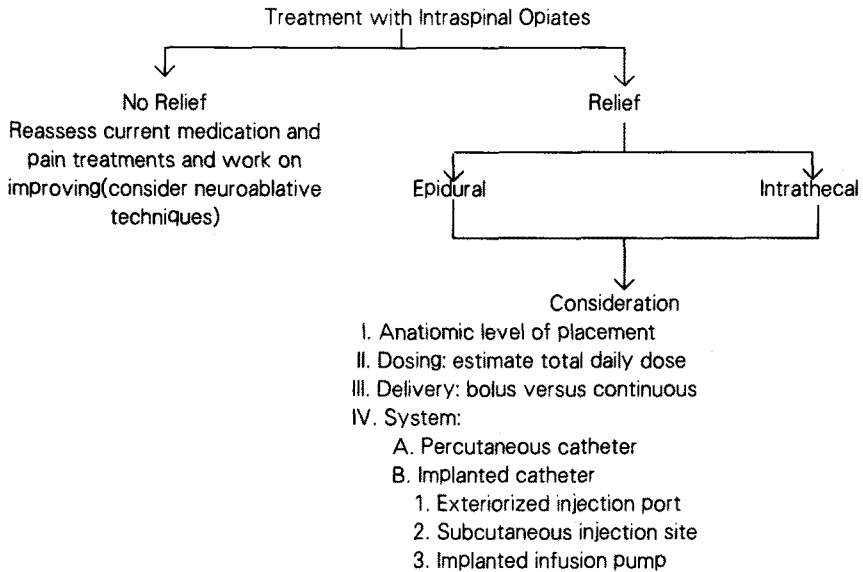 Treatment with Intraspinal Opiates
No Relief
Reassess current medication and
pain treatments and work on
improving(consider neuroablative
techniques)
Relief
Epidural
Intrathecal
Consideration
I. Anatiomic level of placement
II. Dosing: estimate total daily dose
III. Delivery: bolus versus continuous
IV. System:
A. Percutaneous catheter
B. Implanted catheter
1. Exteriorized injection port
2. Subcutaneous injection site
3. Implanted infusion pump